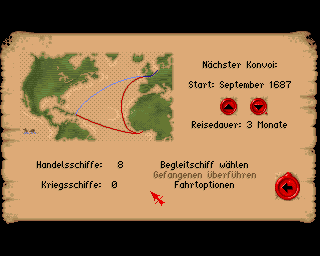 Nächster Konvoi:
Start: September 1687
Reisedauer: 3 Monate
Handelsschiffe: 8 Begleitschiff wählen
Gefangenen überführen
Kriegsschiffe: 0 Fahrtoptionen